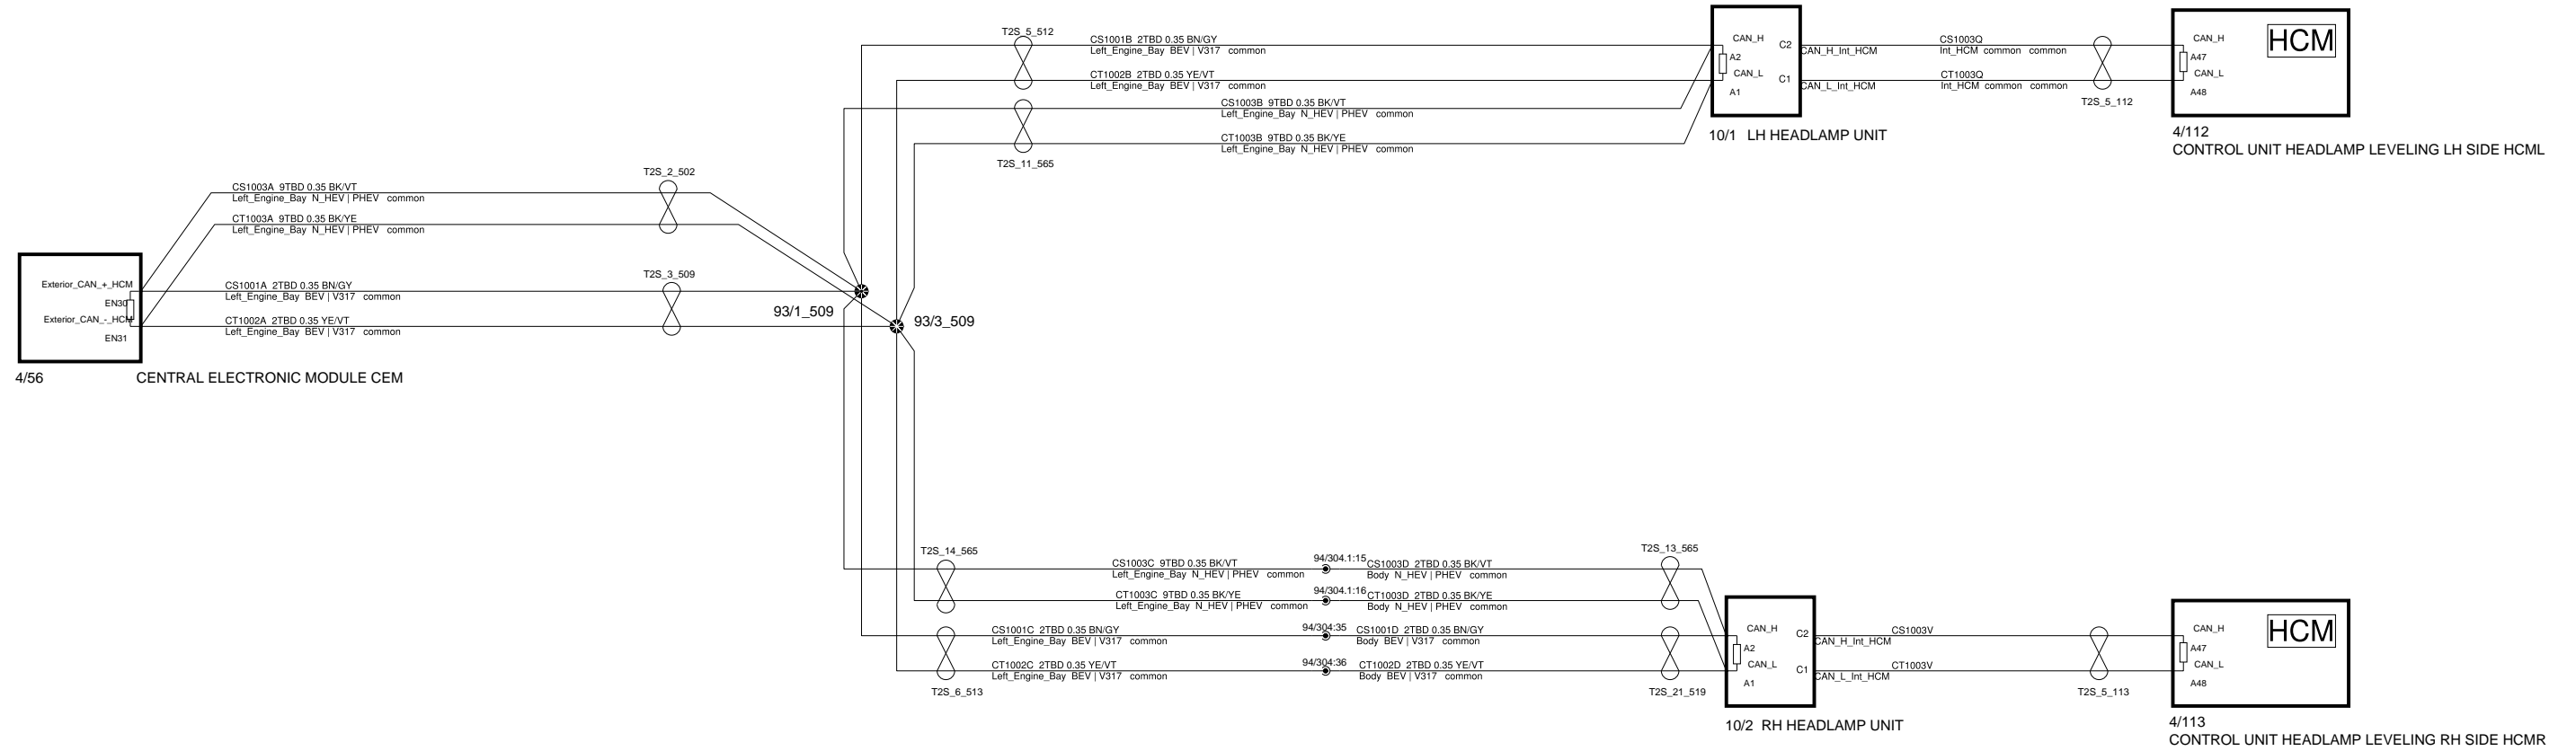 T2S_5_512
CS1001B 2TBD 0.35 BN/GY
Left_Engine_Bay BEV | V317 common
CT1002B 2TBD 0.35 YE/VT
Left_Engine_Bay BEV | V317 common
CS1003B 9TBD 0.35 BK/VT
Left_Engine_Bay N_HEV | PHEV common
CT1003B 9TBD 0.35 BK/YE
Left_Engine_Bay N_HEV | PHEV common
T2S_11_565
CAN_H
A2
CAN_L
A1
C2
C1
CAN_H_Int_HCM
CAN_L_Int_HCM
10/1 LH HEADLAMP UNIT
CS1003Q
Int_HCM common common
CT1003Q
Int_HCM common common
T2S_5_112
CAN_H
A47
CAN_L
A48
HCM
4/112
CONTROL UNIT HEADLAMP LEVELING LH SIDE HCML
T2S_2_502
CS1003A 9TBD 0.35 BK/VT
Left_Engine_Bay N_HEV | PHEV common
CT1003A 9TBD 0.35 BK/YE
Left_Engine_Bay N_HEV | PHEV common
T2S_3_509
Exterior_CAN_+_HCM
EN30
Exterior_CAN_-_HCM
EN31
CS1001A 2TBD 0.35 BN/GY
Left_Engine_Bay BEV | V317 common
CT1002A 2TBD 0.35 YE/VT
Left_Engine_Bay BEV | V317 common
93/1_509
93/3_509
4/56 CENTRAL ELECTRONIC MODULE CEM
T2S_14_565
CS1003C 9TBD 0.35 BK/VT
Left_Engine_Bay N_HEV | PHEV common
94/304.1:15
CS1003D 2TBD 0.35 BK/VT
Body N_HEV | PHEV common
T2S_13_565
CT1003C 9TBD 0.35 BK/YE
Left_Engine_Bay N_HEV | PHEV common
94/304.1:16
CT1003D 2TBD 0.35 BK/YE
Body N_HEV | PHEV common
CS1001C 2TBD 0.35 BN/GY
Left_Engine_Bay BEV | V317 common
94/304:35
CS1001D 2TBD 0.35 BN/GY
Body BEV | V317 common
CT1002C 2TBD 0.35 YE/VT
Left_Engine_Bay BEV | V317 common
94/304:36
CT1002D 2TBD 0.35 YE/VT
Body BEV | V317 common
T2S_6_513
T2S_21_519
CAN_H
A2
CAN_L
A1
C2
C1
CAN_H_Int_HCM
CAN_L_Int_HCM
10/2 RH HEADLAMP UNIT
CS1003V
CT1003V
T2S_5_113
CAN_H
A47
CAN_L
A48
HCM
4/113
CONTROL UNIT HEADLAMP LEVELING RH SIDE HCMR